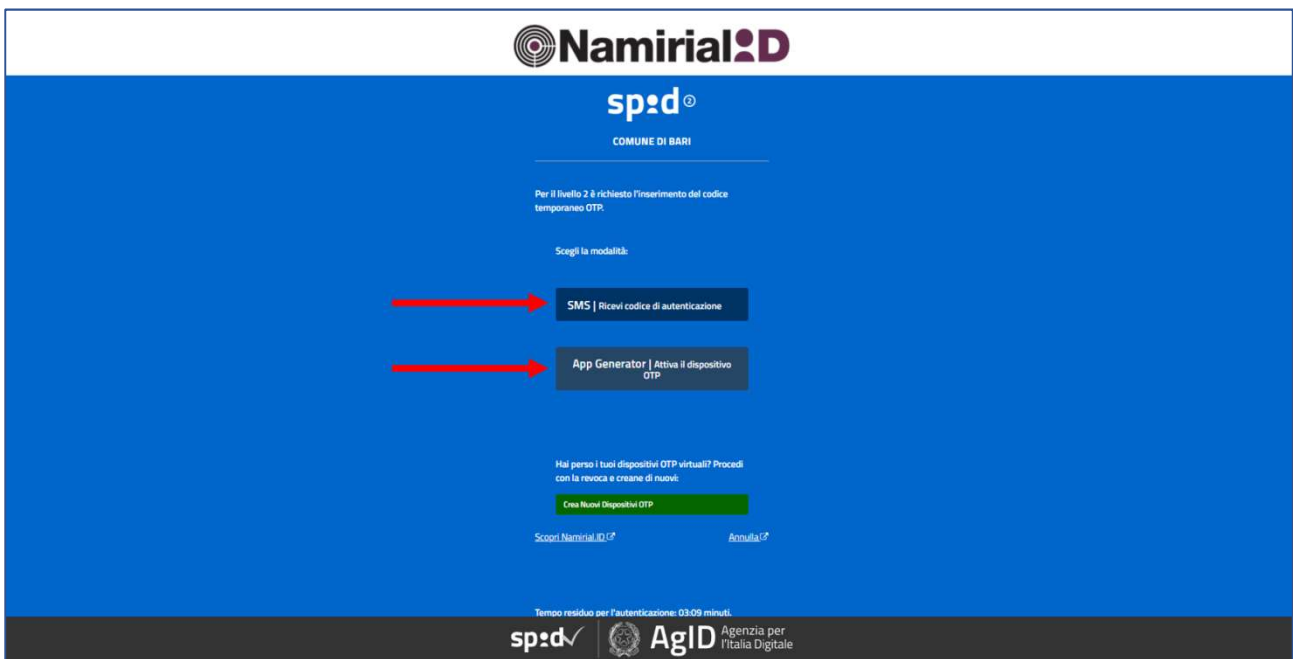 Namirial ID
spid 2
COMUNE DI BARI
Per il livello 2 è richiesto l'inserimento del codice
temporaneo OTP.
Scegli la modalità:
SMS | Ricevi codice di autenticazione
App Generator | Attiva il dispositivo
OTP
Hai perso i tuoi dispositivi OTP virtuali? Procedi
con la revoca e creane di nuovi:
Crea Nuovi Dispositivi OTP
Scopri Namirial.ID Annulla
Tempo residuo per l'autenticazione: 03:09 minuti.
spid AgID Agenzia per
l'Italia Digitale